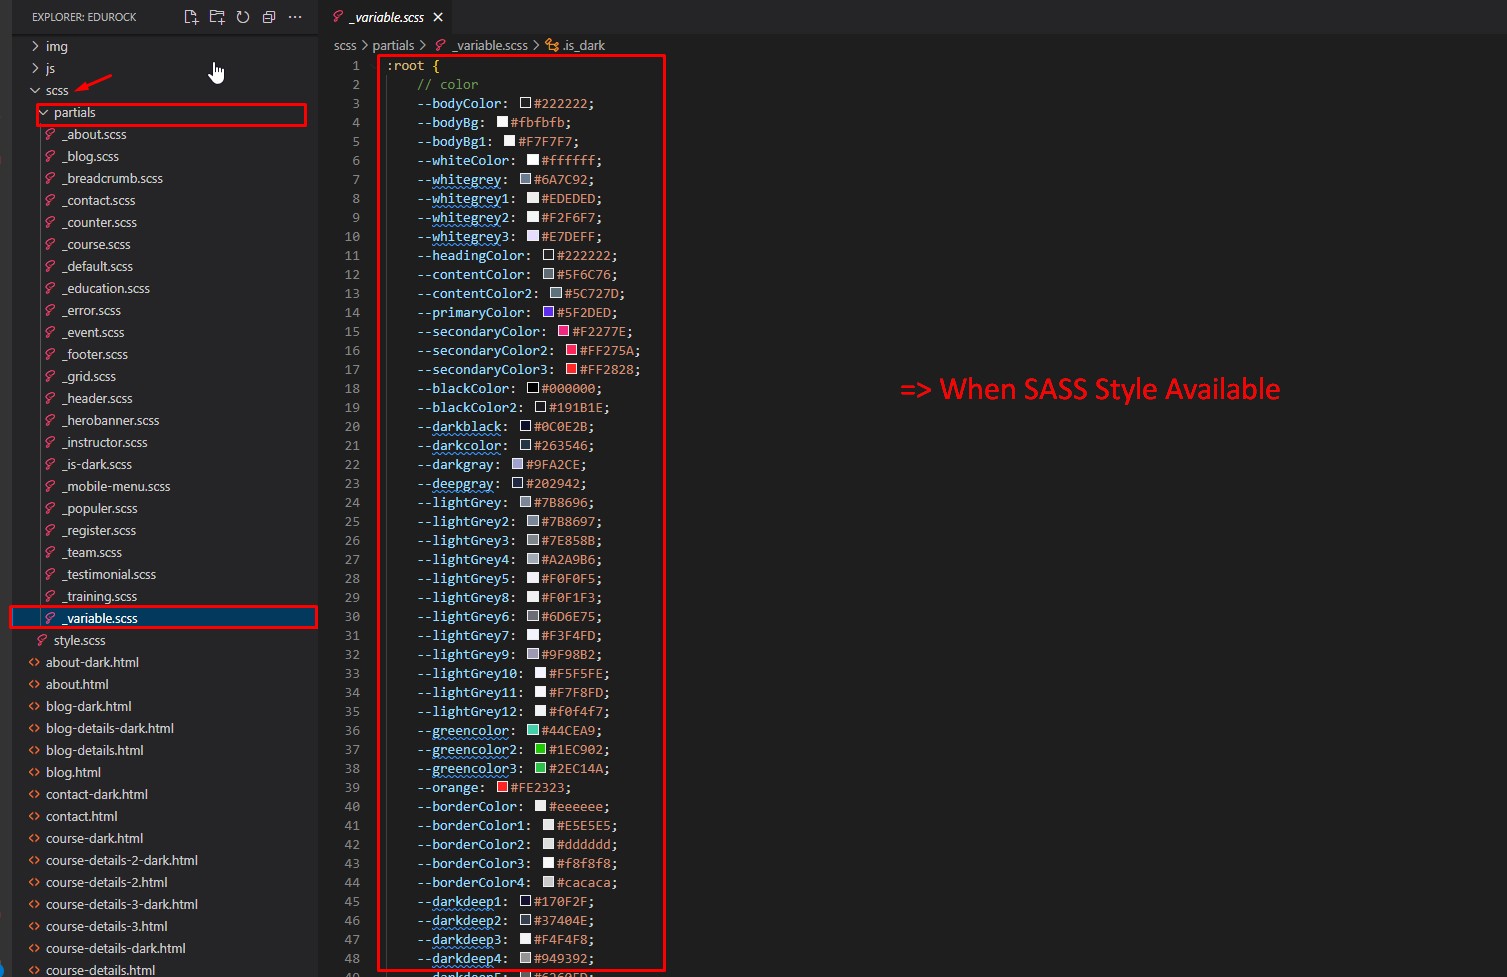 EXPLORER: EDUROCK
img
js
scss
partials
_about.scss
_blog.scss
_breadcrumb.scss
_contact.scss
_counter.scss
_course.scss
_default.scss
_education.scss
_error.scss
_event.scss
_footer.scss
_grid.scss
_header.scss
_herobanner.scss
_instructor.scss
_is-dark.scss
_mobile-menu.scss
_populer.scss
_register.scss
_team.scss
_testimonial.scss
_training.scss
_variable.scss
style.scss
about-dark.html
about.html
blog-dark.html
blog-details-dark.html
blog-details.html
blog.html
contact-dark.html
contact.html
course-dark.html
course-details-2-dark.html
course-details-2.html
course-details-3-dark.html
course-details-3.html
course-details-dark.html
course-details.html
_variable.scss
scss > partials > _variable.scss > .is_dark
1 :root {
2 // color
3 --bodyColor: #222222;
4 --bodyBg: #fbfbfb;
5 --bodyBg1: #F7F7F7;
6 --whiteColor: #ffffff;
7 --whitegrey: #6A7C92;
8 --whitegrey1: #EDEDED;
9 --whitegrey2: #F2F6F7;
10 --whitegrey3: #E7DEFF;
11 --headingColor: #222222;
12 --contentColor: #5F6C76;
13 --contentColor2: #5C727D;
14 --primaryColor: #5F2DED;
15 --secondaryColor: #F2277E;
16 --secondaryColor2: #FF275A;
17 --secondaryColor3: #FF2828;
18 --blackColor: #000000;
19 --blackColor2: #191B1E;
20 --darkblack: #0C0E2B;
21 --darkcolor: #263546;
22 --darkgray: #9FA2CE;
23 --deepgray: #202942;
24 --lightGrey: #7B8696;
25 --lightGrey2: #7B8697;
26 --lightGrey3: #7E858B;
27 --lightGrey4: #A2A9B6;
28 --lightGrey5: #F0F0F5;
29 --lightGrey8: #F0F1F3;
30 --lightGrey6: #6D6E75;
31 --lightGrey7: #F3F4FD;
32 --lightGrey9: #9F98B2;
33 --lightGrey10: #F5F5FE;
34 --lightGrey11: #F7F8FD;
35 --lightGrey12: #f0f4f7;
36 --greencolor: #44CEA9;
37 --greencolor2: #1EC902;
38 --greencolor3: #2EC14A;
39 --orange: #FE2323;
40 --borderColor: #eeeeee;
41 --borderColor1: #E5E5E5;
42 --borderColor2: #dddddd;
43 --borderColor3: #f8f8f8;
44 --borderColor4: #cacaca;
45 --darkdeep1: #170F2F;
46 --darkdeep2: #37404E;
47 --darkdeep3: #F4F4F8;
48 --darkdeep4: #949392;
=> When SASS Style Available